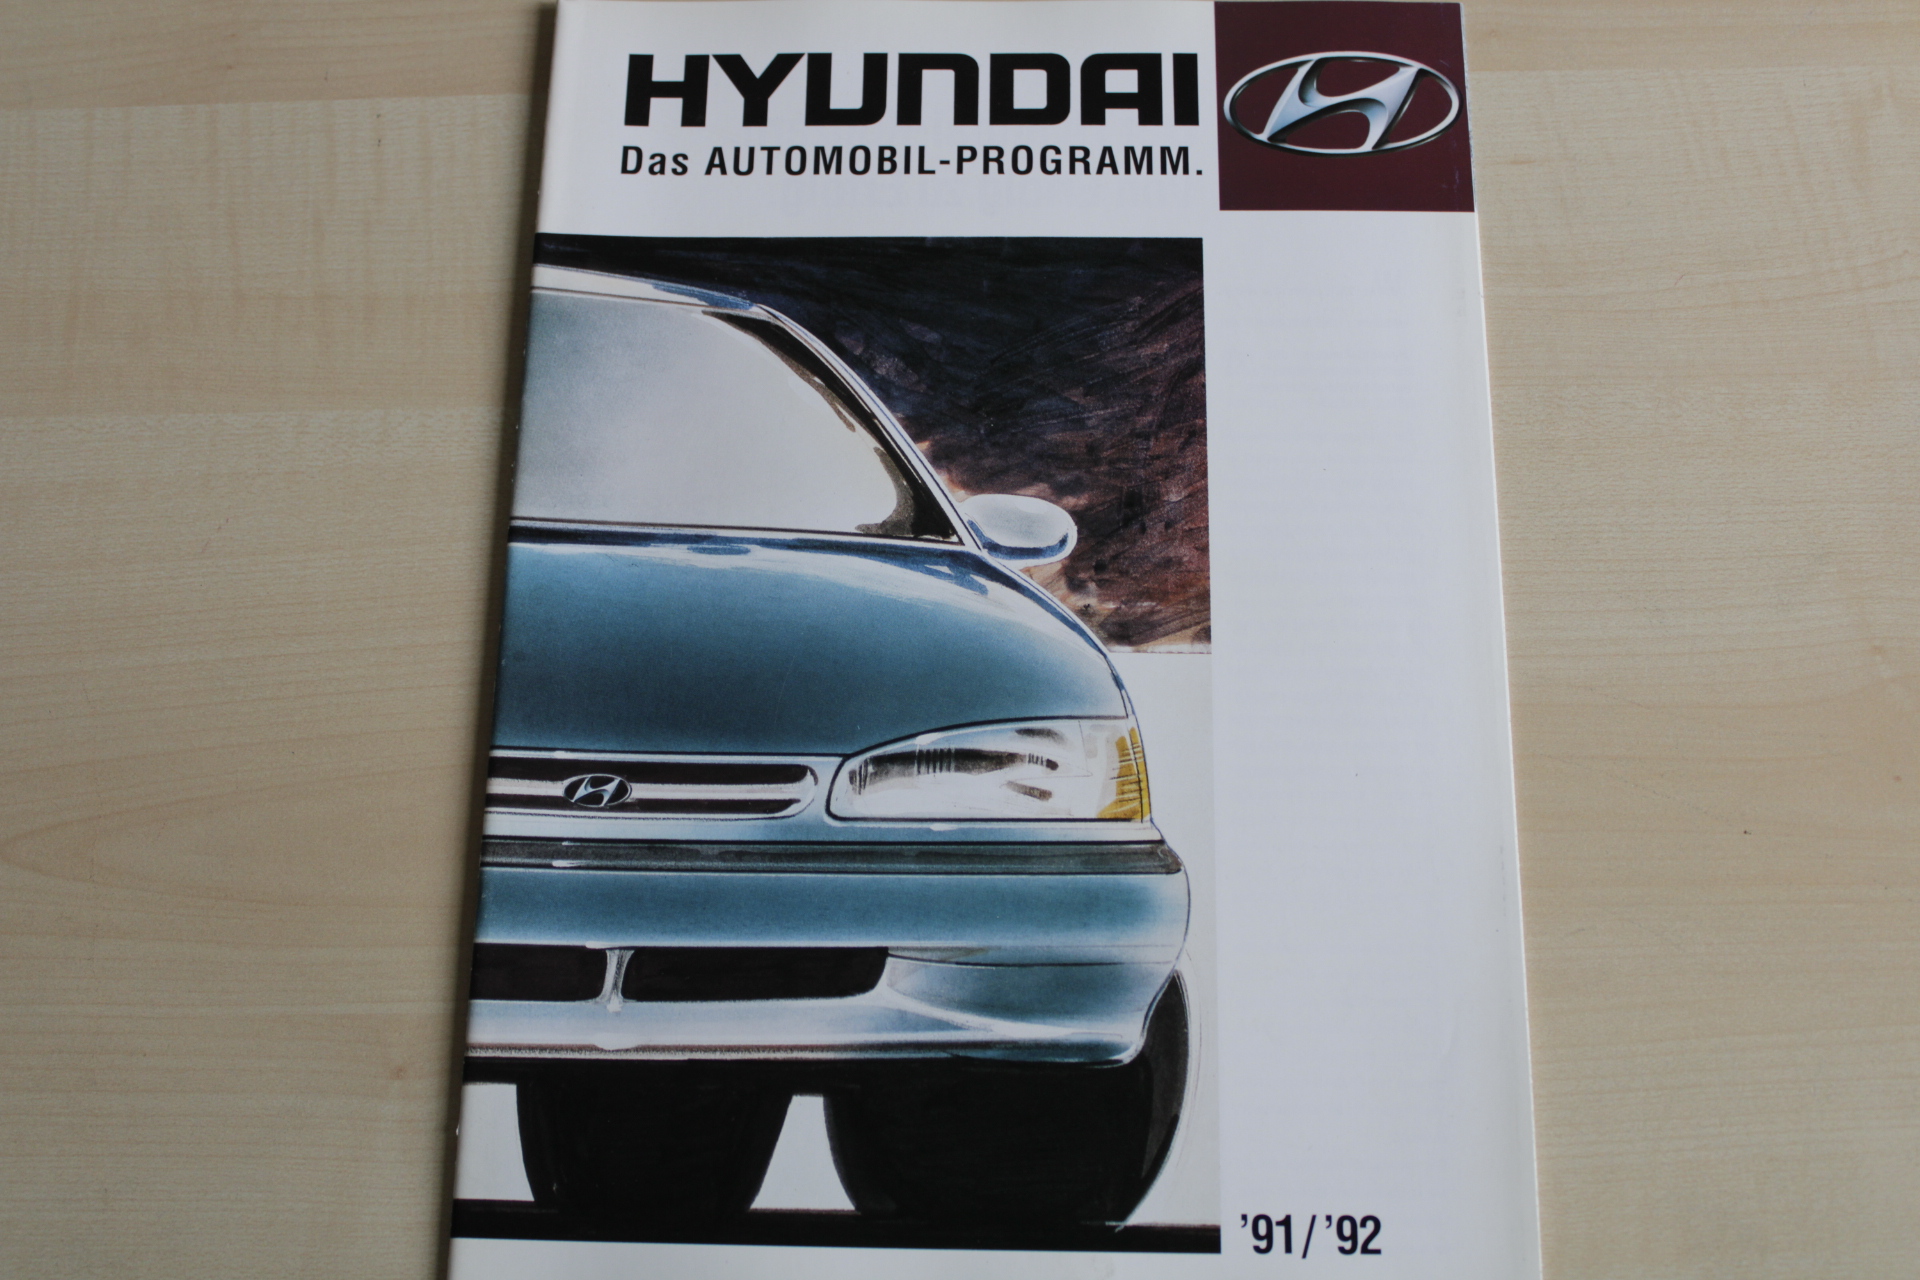 HYUNDAI
Das AUTOMOBIL-PROGRAMM.
'91/'92